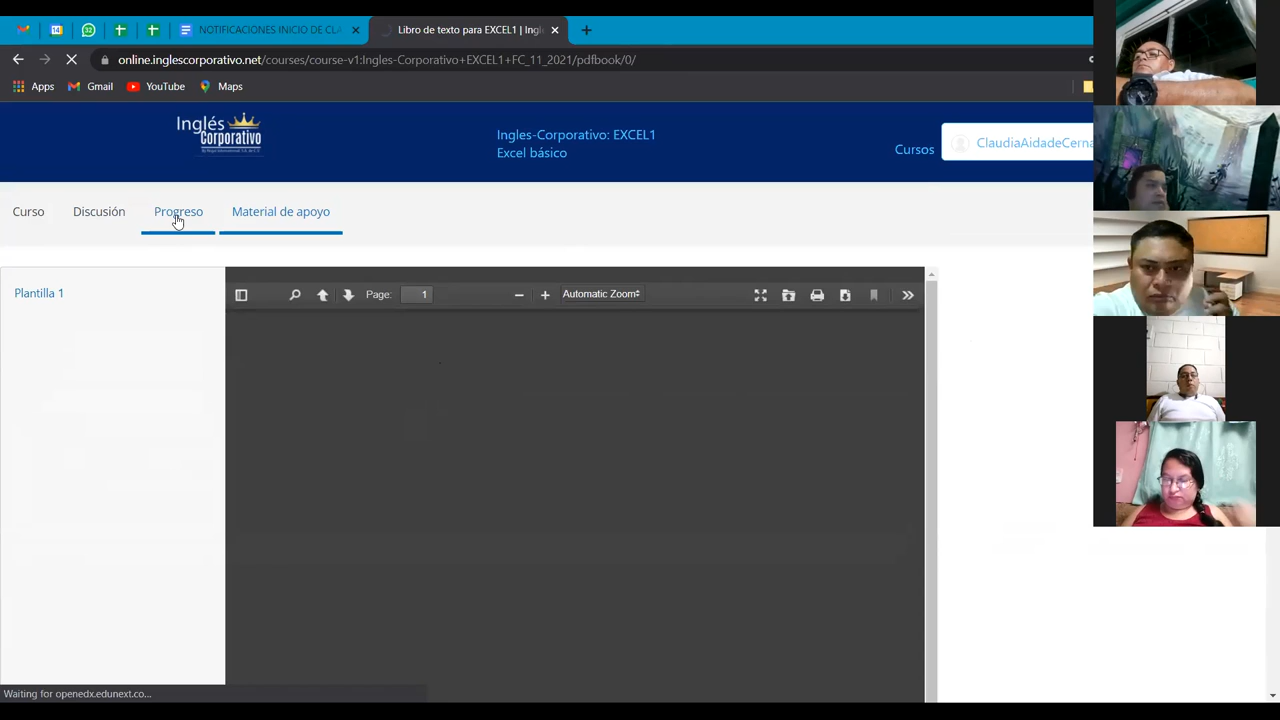 NOTIFICACIONES INICIO DE CLA
Libro de texto para EXCEL1 | Ingl
online.inglescorporativo.net/courses/course-v1:Ingles-Corporativo+EXCEL1+FC_11_2021/pdfbook/0/
Apps
Gmail
YouTube
Maps
Inglés
Corporativo
Ingles-Corporativo: EXCEL1
Excel básico
Cursos
ClaudiaAidadeCerna
Curso
Discusión
Progreso
Material de apoyo
Plantilla 1
Page:
1
Automatic Zoom
Waiting for openedx.edunext.co...